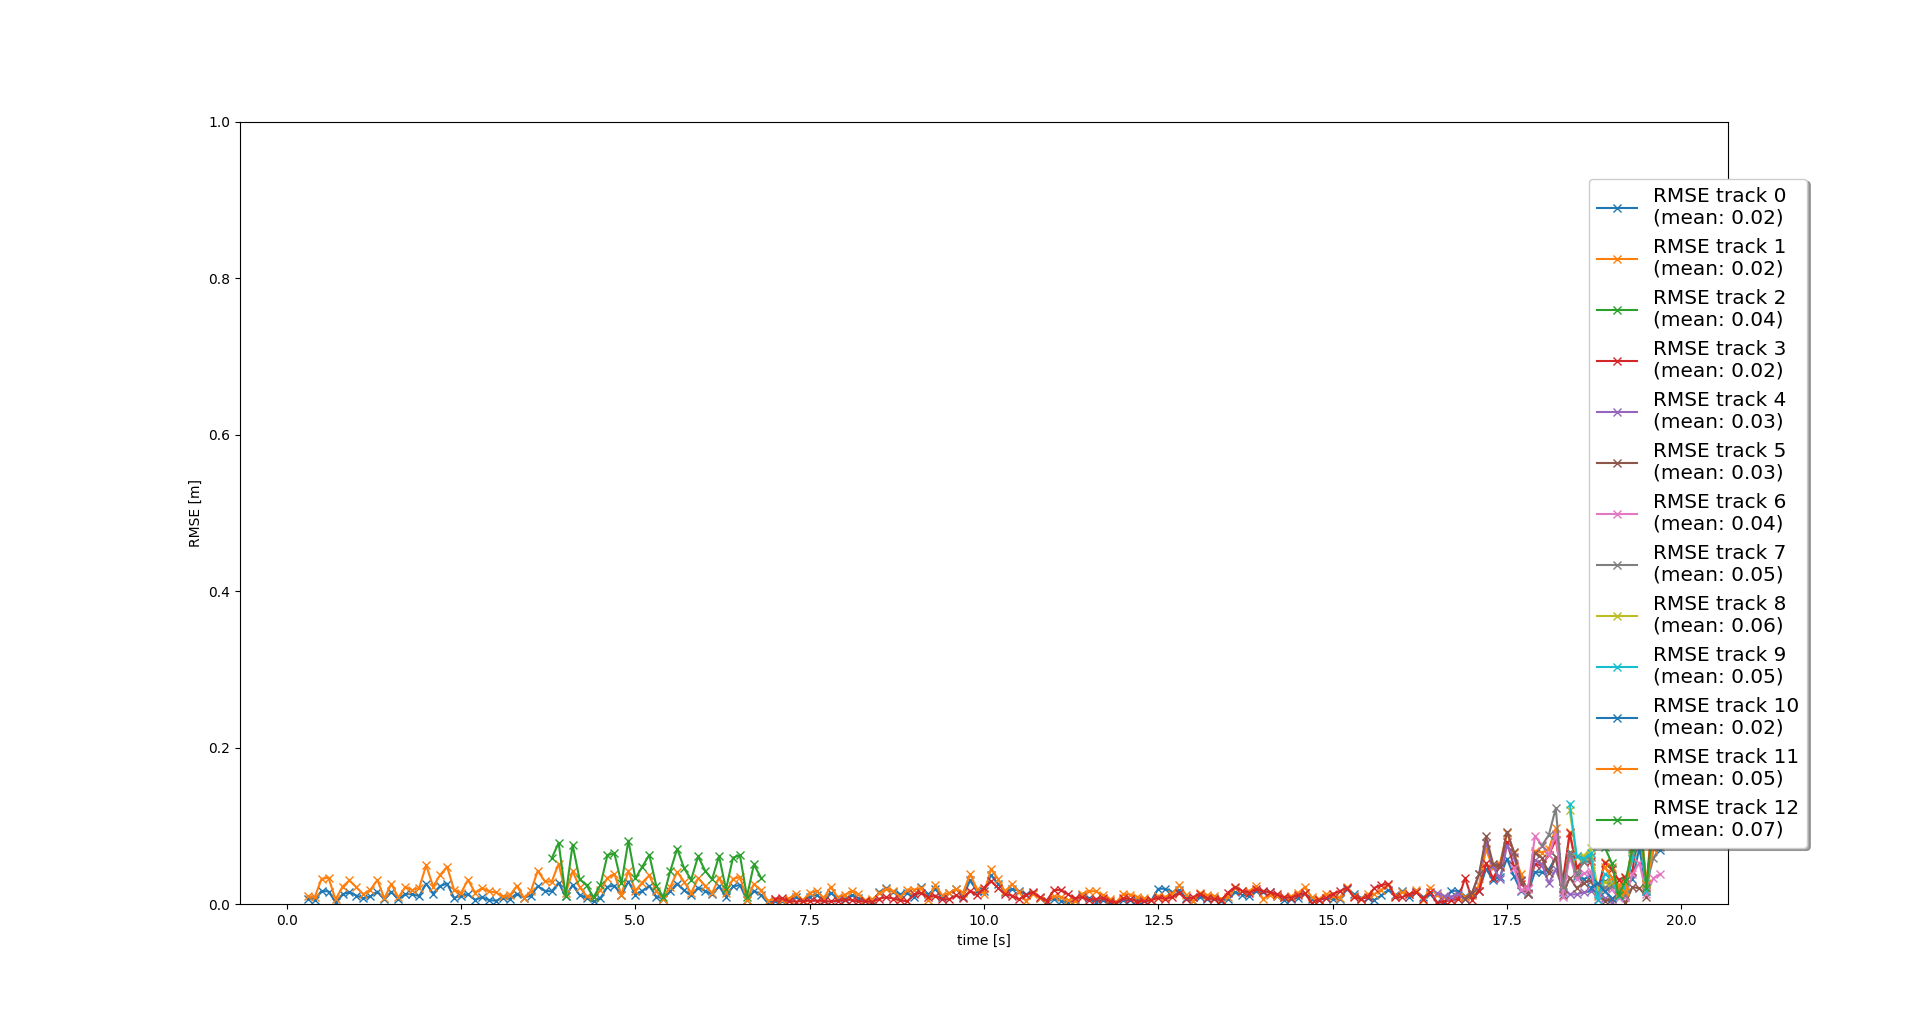 1.0
0.8
0.6
0.4
0.2
0.0
RMSE [m]
0.0 2.5 5.0 7.5 10.0 12.5 15.0 17.5 20.0
time [s]
RMSE track 0
(mean: 0.02)
RMSE track 1
(mean: 0.02)
RMSE track 2
(mean: 0.04)
RMSE track 3
(mean: 0.02)
RMSE track 4
(mean: 0.03)
RMSE track 5
(mean: 0.03)
RMSE track 6
(mean: 0.04)
RMSE track 7
(mean: 0.05)
RMSE track 8
(mean: 0.06)
RMSE track 9
(mean: 0.05)
RMSE track 10
(mean: 0.02)
RMSE track 11
(mean: 0.05)
RMSE track 12
(mean: 0.07)